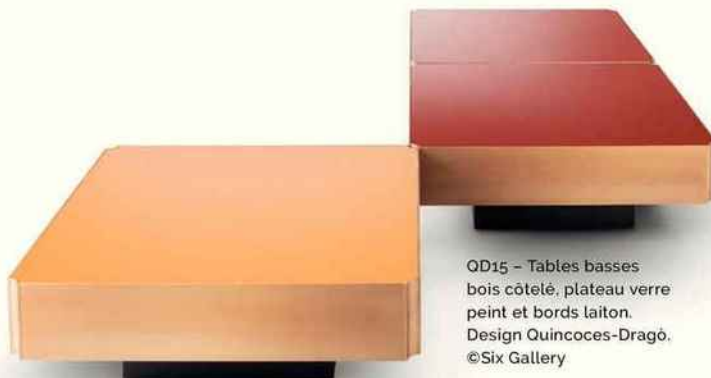 QD15 – Tables basses
bois côtelé, plateau verre
peint et bords laiton.
Design Quincoces-Dragò.
©Six Gallery